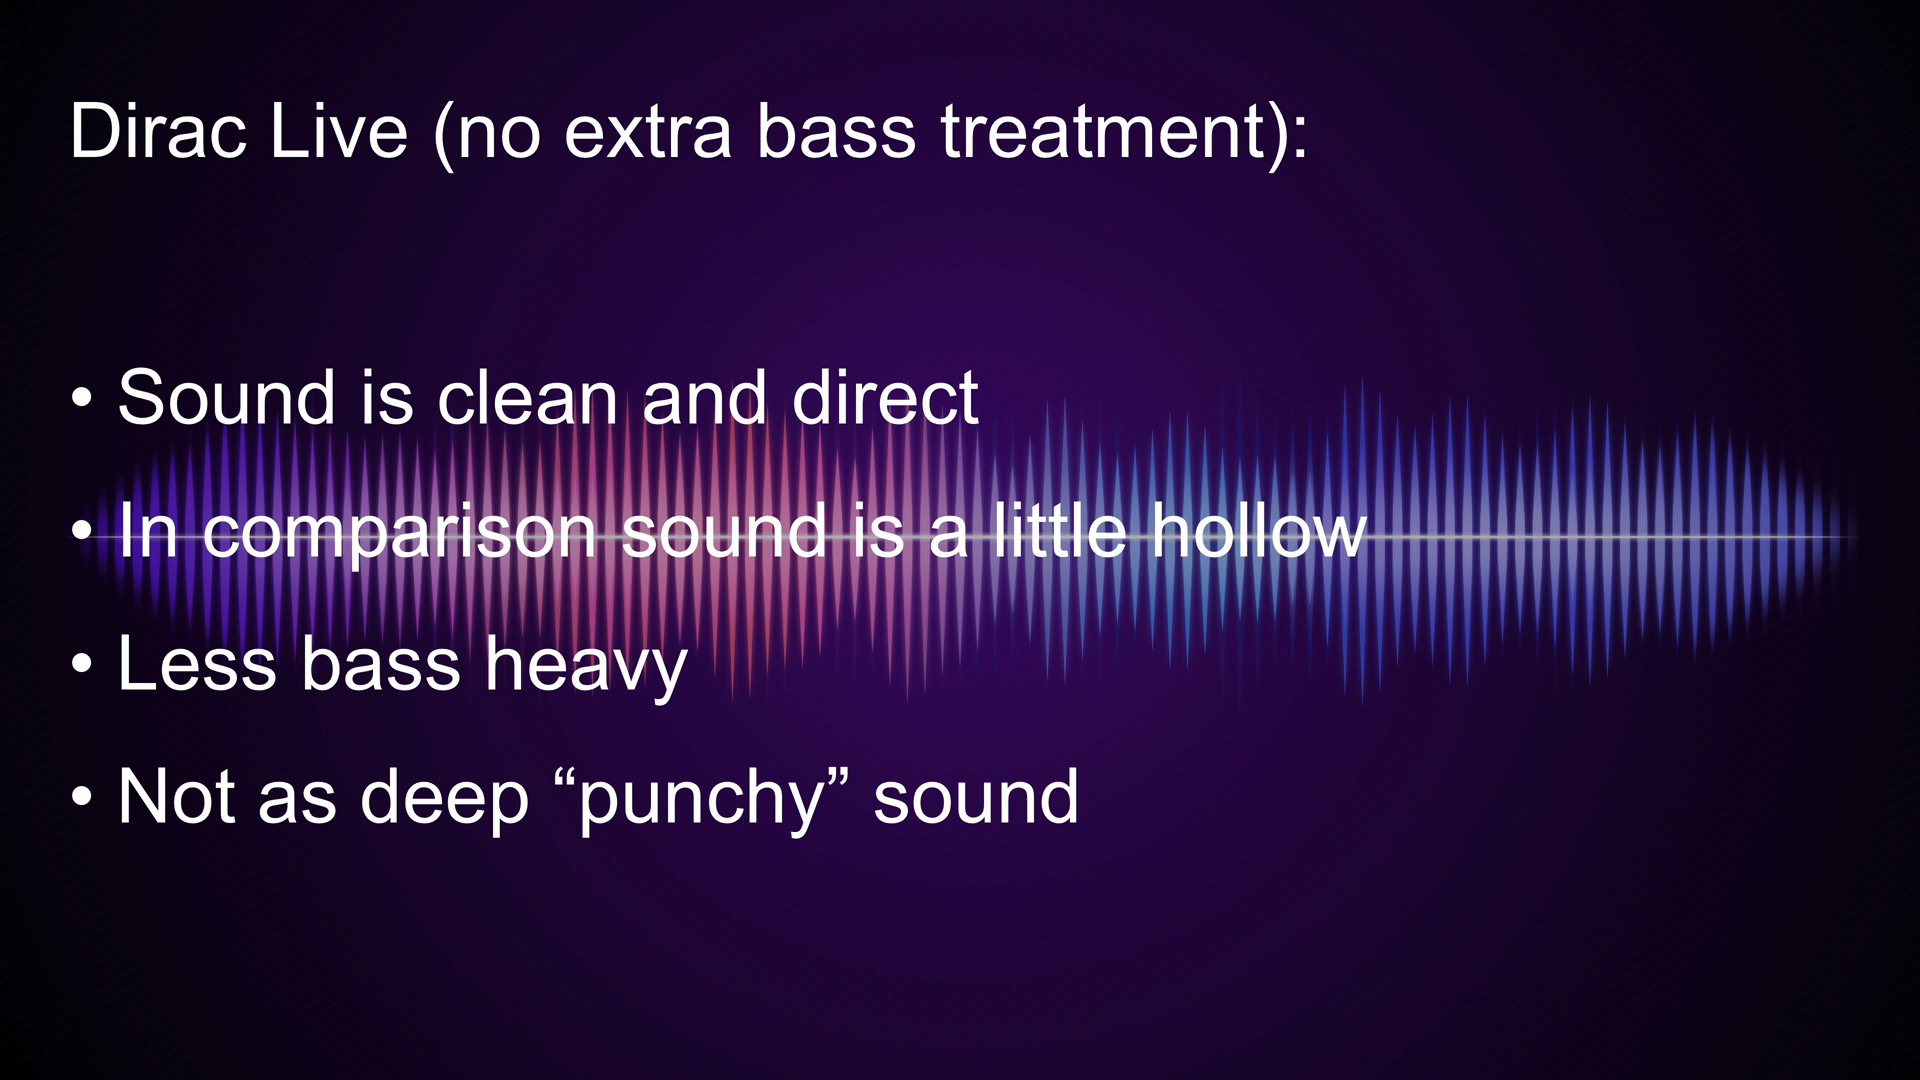 Dirac Live (no extra bass treatment):
• Sound is clean and direct
• In comparison sound is a little hollow
• Less bass heavy
• Not as deep “punchy” sound